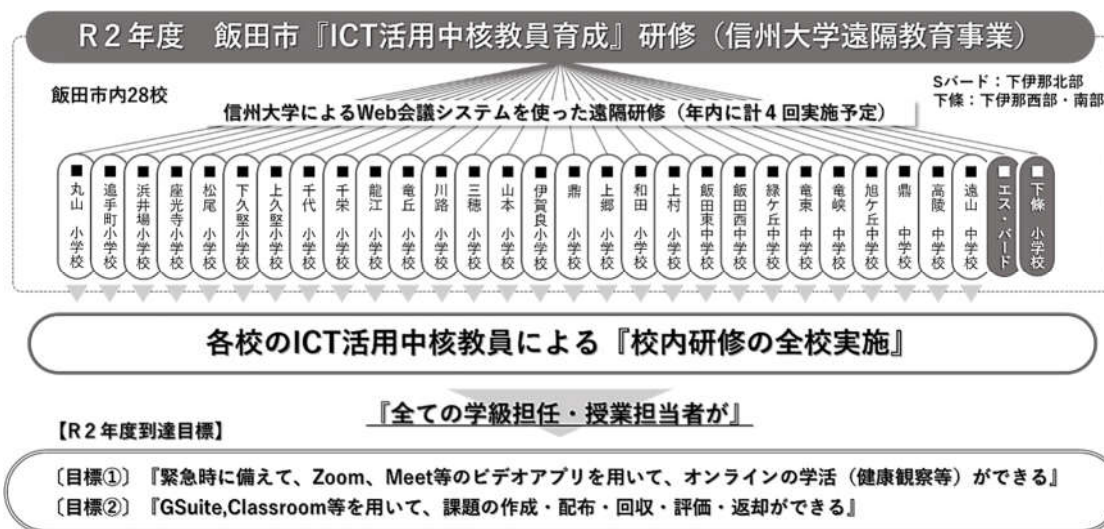 R２年度　飯田市『ICT活用中核教員育成』研修（信州大学遠隔教育事業）
飯田市内28校
Sバード：下伊那北部
下條：下伊那西部・南部
信州大学によるWeb会議システムを使った遠隔研修（年内に計４回実施予定）
■丸山　小学校
■追手町小学校
■浜井場小学校
■座光寺小学校
■松尾　小学校
■下久堅小学校
■上久堅小学校
■千代　小学校
■千栄　小学校
■龍江　小学校
■竜丘　小学校
■川路　小学校
■三穂　小学校
■山本　小学校
■伊賀良小学校
■鼎　小学校
■上郷　小学校
■和田　小学校
■上村　小学校
■飯田東中学校
■飯田西中学校
■緑ケ丘中学校
■竜東　中学校
■竜峡　中学校
■旭ケ丘中学校
■鼎　中学校
■高陵　中学校
■遠山　中学校
■エス・バード
■下條　小学校
各校のICT活用中核教員による『校内研修の全校実施』
『全ての学級担任・授業担当者が』
【R２年度到達目標】
〔目標①〕『緊急時に備えて、Zoom、Meet等のビデオアプリを用いて、オンラインの学活（健康観察等）ができる』
〔目標②〕『GSuite,Classroom等を用いて、課題の作成・配布・回収・評価・返却ができる』